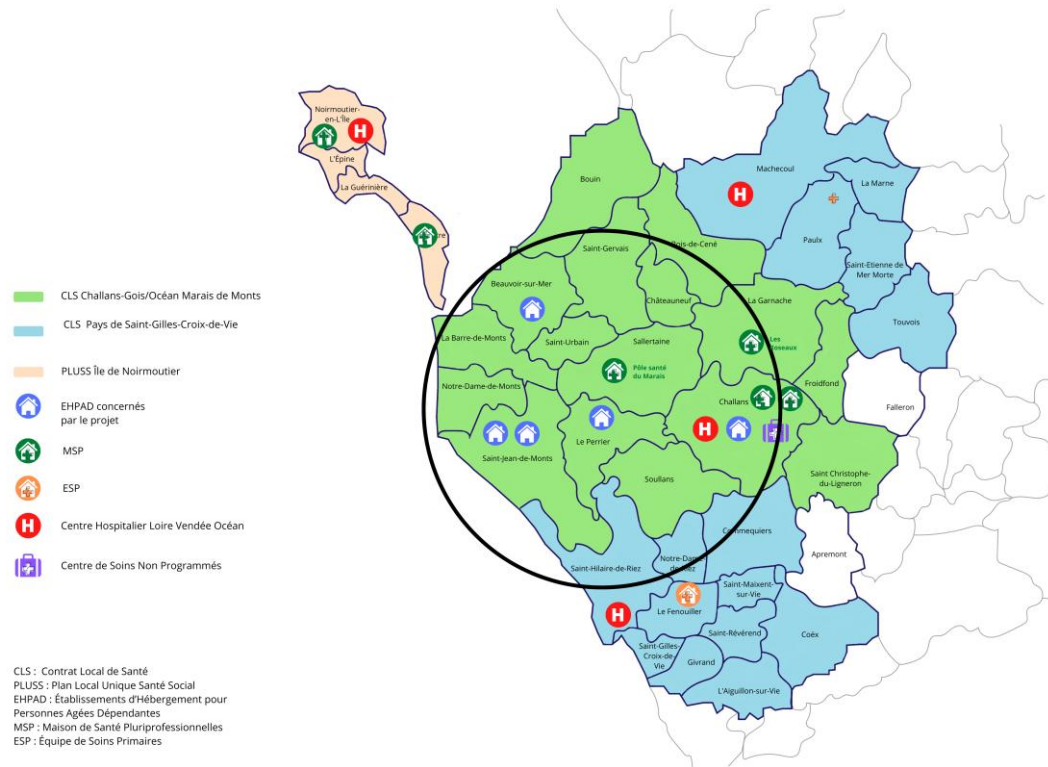 Noirmoutier-
en-L'Île
L'Épine
La Guérinière
Bouin
Machecoul
La Marne
Paulx
Saint-Etienne de
Mer Morte
Touvois
Saint-Gervais
Bois-de-Cené
Beauvoir-sur-Mer
Châteauneuf
La Garnache
La Barre-de-Monts
Saint-Urbain
Sallertaine
Les
Pôle santé
du Marais
Notre-Dame-de-Monts
Challans
Froidfond
Falleron
Le Perrier
Saint-Jean-de-Monts
Soullans
Saint Christophe-
du-Ligneron
Commequiers
Apremont
Saint-Hilaire-de-Riez
Notre-Dame
de-Riez
Saint-Maixent-
sur-Vie
Le Fenouiller
Coëx
Saint-Révérend
Saint-Gilles-
Croix-de-
Vie
Givrand
L'Aiguillon-sur-Vie
CLS Challans-Gois/Océan Marais de Monts
CLS Pays de Saint-Gilles-Croix-de-Vie
PLUSS Île de Noirmoutier
EHPAD concernés
par le projet
MSP
ESP
H Centre Hospitalier Loire Vendée Océan
Centre de Soins Non Programmés
CLS : Contrat Local de Santé
PLUSS : Plan Local Unique Santé Social
EHPAD : Établissements d'Hébergement pour
Personnes Agées Dépendantes
MSP : Maison de Santé Pluriprofessionnelles
ESP : Équipe de Soins Primaires
H
H
H
H